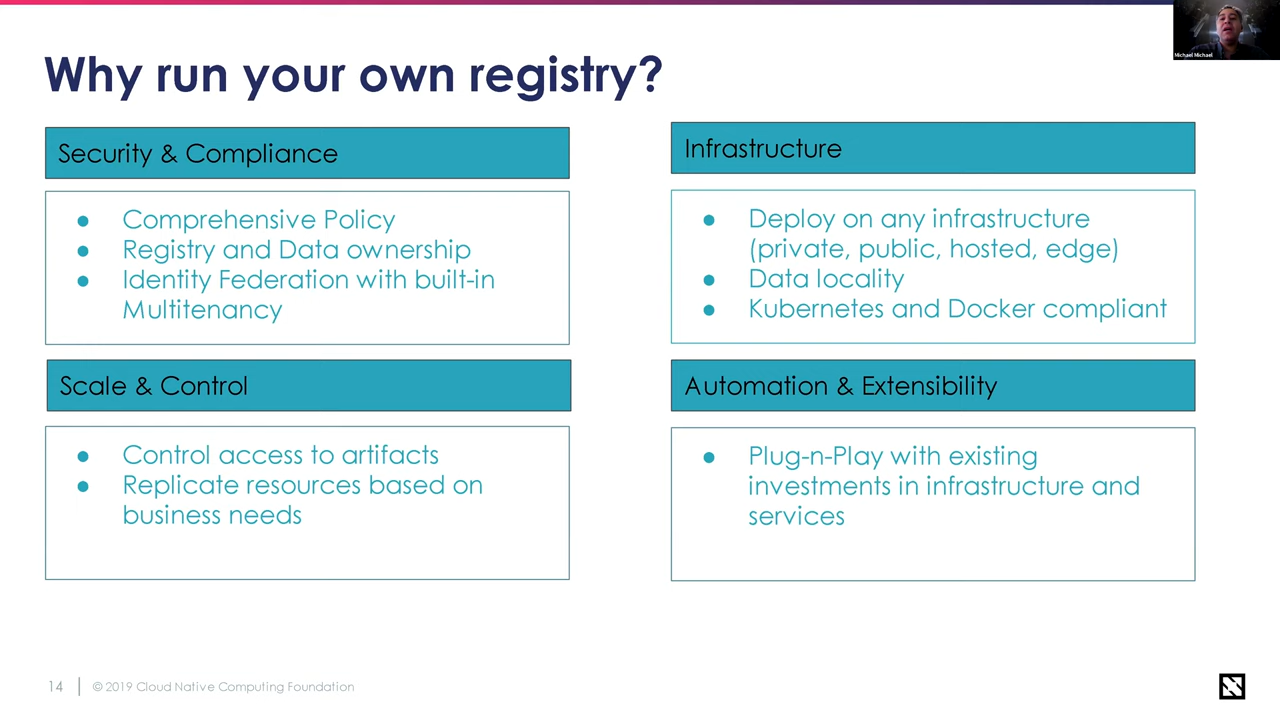 Michael Michael
Why run your own registry?
Security & Compliance
● Comprehensive Policy
● Registry and Data ownership
● Identity Federation with built-in
Multitenancy
Infrastructure
● Deploy on any infrastructure
(private, public, hosted, edge)
● Data locality
● Kubernetes and Docker compliant
Scale & Control
● Control access to artifacts
● Replicate resources based on
business needs
Automation & Extensibility
● Plug-n-Play with existing
investments in infrastructure and
services
14
© 2019 Cloud Native Computing Foundation